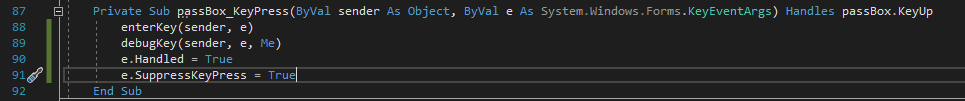 87 Private Sub passBox_KeyPress(ByVal sender As Object, ByVal e As System.Windows.Forms.KeyEventArgs) Handles passBox.KeyUp
88 enterKey(sender, e)
89 debugKey(sender, e, Me)
90 e.Handled = True
91 e.SuppressKeyPress = True
92 End Sub